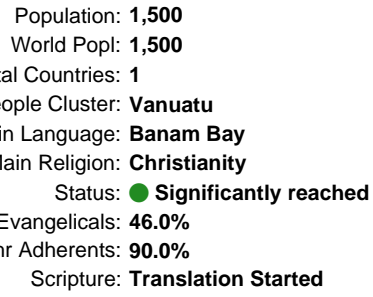 Population: 1,500
World Popl: 1,500
tal Countries: 1
eople Cluster: Vanuatu
in Language: Banam Bay
lain Religion: Christianity
Status: Significantly reached
Evangelicals: 46.0%
nr Adherents: 90.0%
Scripture: Translation Started